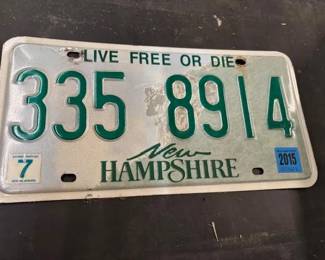 LIVE FREE OR DIE
335 8914
7
2015
New
HAMPSHIRE